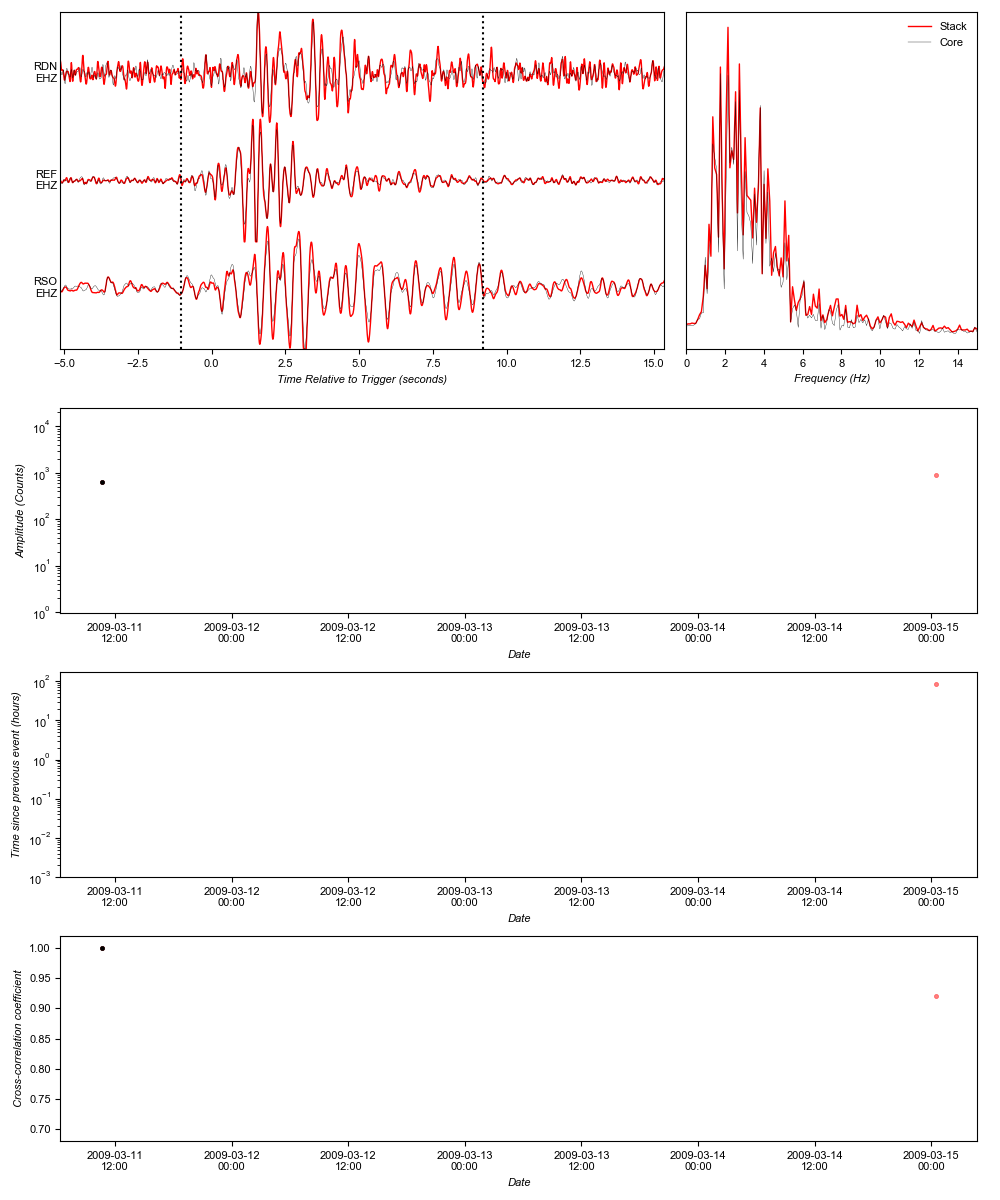 Stack
Core
RDN
EHZ
REF
EHZ
RSO
EHZ
−5.0 −2.5 0.0 2.5 5.0 7.5 10.0 12.5 15.0
Time Relative to Trigger (seconds)
0 2 4 6 8 10 12 14
Frequency (Hz)
10^4
10^3
10^2
10^1
10^0
Amplitude (Counts)
2009-03-11 2009-03-12 2009-03-12 2009-03-13 2009-03-13 2009-03-14 2009-03-14 2009-03-15
12:00 00:00 12:00 00:00 12:00 00:00 12:00 00:00
Date
10^2
10^1
10^0
10^−1
10^−2
10^−3
Time since previous event (hours)
2009-03-11 2009-03-12 2009-03-12 2009-03-13 2009-03-13 2009-03-14 2009-03-14 2009-03-15
12:00 00:00 12:00 00:00 12:00 00:00 12:00 00:00
Date
1.00
0.95
0.90
0.85
0.80
0.75
0.70
Cross-correlation coefficient
2009-03-11 2009-03-12 2009-03-12 2009-03-13 2009-03-13 2009-03-14 2009-03-14 2009-03-15
12:00 00:00 12:00 00:00 12:00 00:00 12:00 00:00
Date